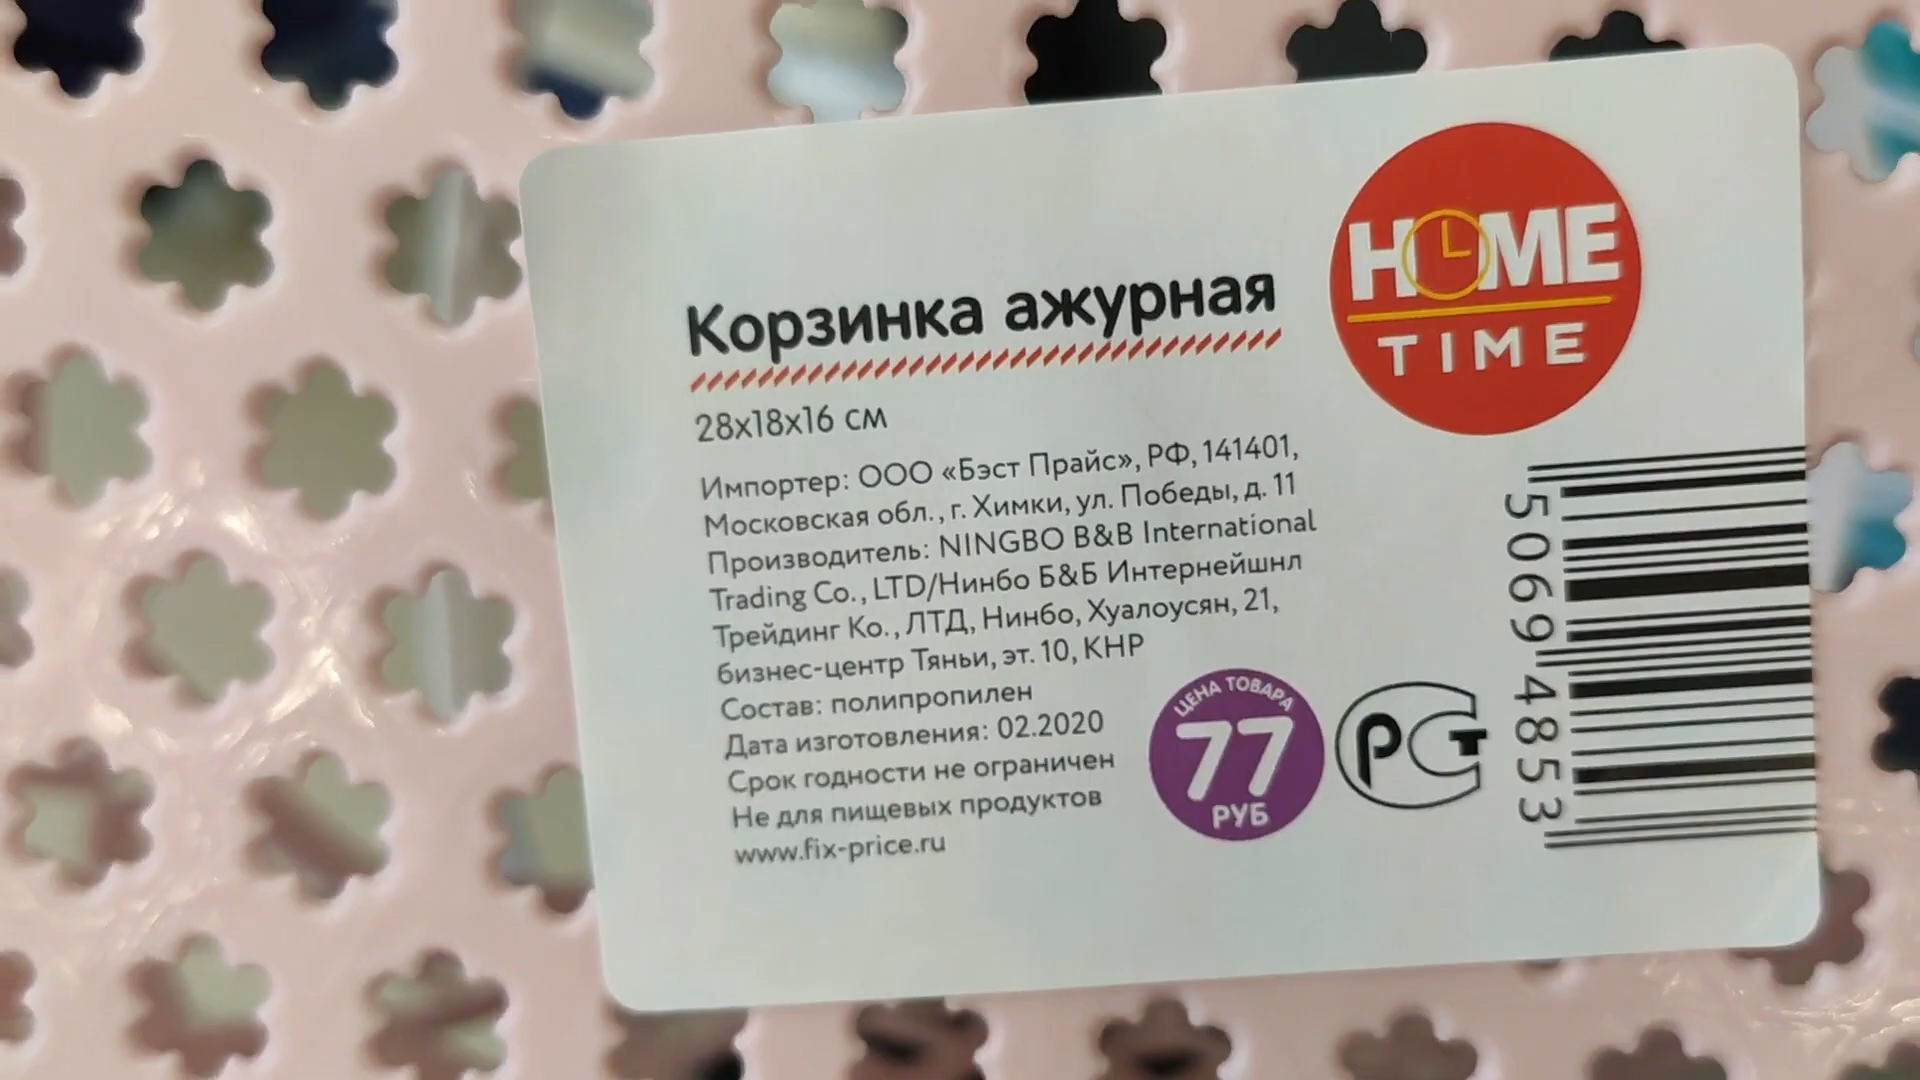 HOME
TIME
Корзинка ажурная
28x18x16 см
Импортер: ООО «Бэст Прайс», РФ, 141401,
Московская обл., г. Химки, ул. Победы, д. 11
Производитель: NINGBO B&B International
Trading Co., LTD/Нинбо Б&Б Интернейшнл
Трейдинг Ко., ЛТД, Нинбо, Хуалоусян, 21,
бизнес-центр Тяньи, эт. 10, КНР
Состав: полипропилен
Дата изготовления: 02.2020
Срок годности не ограничен
Не для пищевых продуктов
www.fix-price.ru
ЦЕНА ТОВАРА
77
РУБ
РСТ
5069 4853